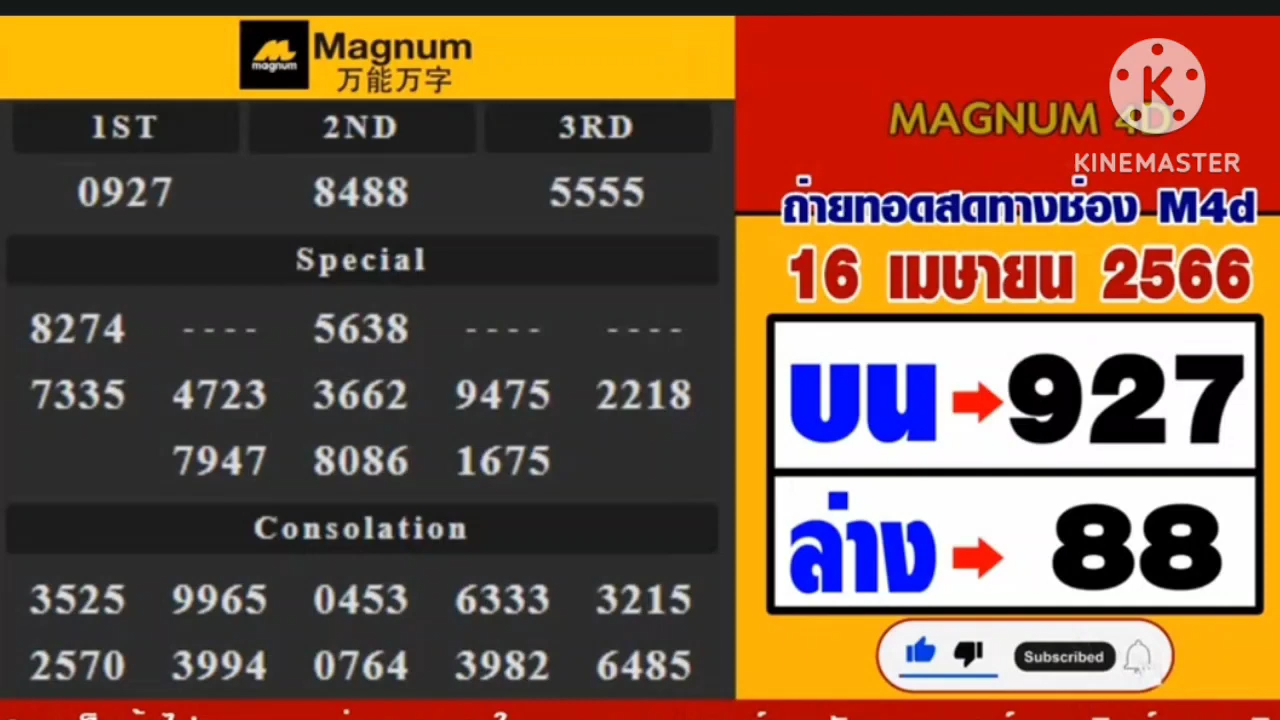 magnum
Magnum
万能万字
1ST 2ND 3RD
0927 8488 5555
Special
8274 ---- 5638 ---- ----
7335 4723 3662 9475 2218
7947 8086 1675
Consolation
3525 9965 0453 6333 3215
2570 3994 0764 3982 6485
K
MAGNUM 4D
KINEMASTER
ถ่ายทอดสดทางช่อง M4d
16 เมษายน 2566
บน 927
ล่าง 88
Subscribed